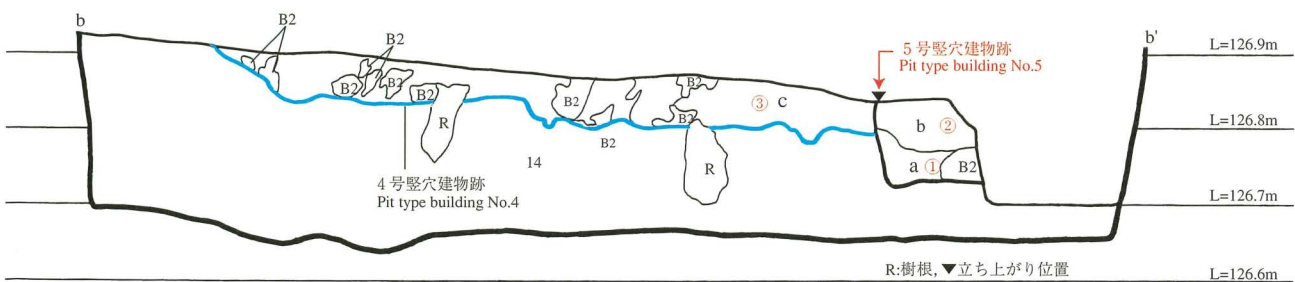 b
B2
B2
B2
B2
B2
R
B2
B2
B2
B2
R
③ c
14
4号竪穴建物跡
Pit type building No.4
5号竪穴建物跡
Pit type building No.5
b ②
a ①
B2
b'
L=126.9m
L=126.8m
L=126.7m
L=126.6m
R:樹根,▼立ち上がり位置